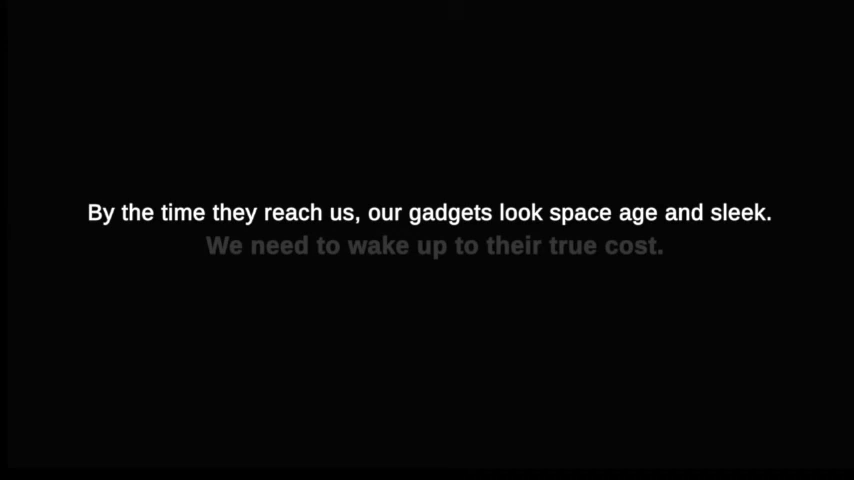 By the time they reach us, our gadgets look space age and sleek.
We need to wake up to their true cost.